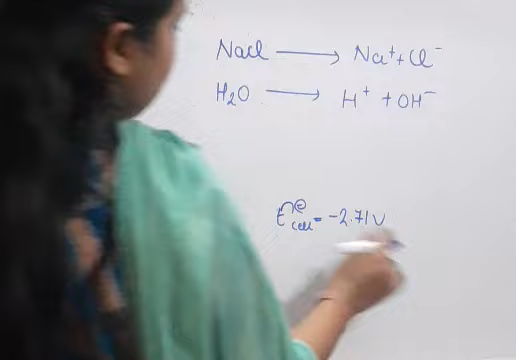 NaCl ⟶ Na⁺ + Cl⁻
H₂O ⟶ H⁺ + OH⁻
E⊖cell = -2.71V